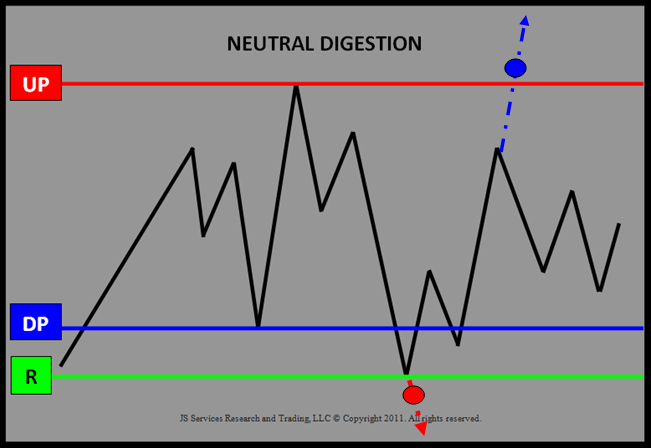 NEUTRAL DIGESTION
UP
DP
R
JS Services Research and Trading, LLC © Copyright 2011. All rights reserved.